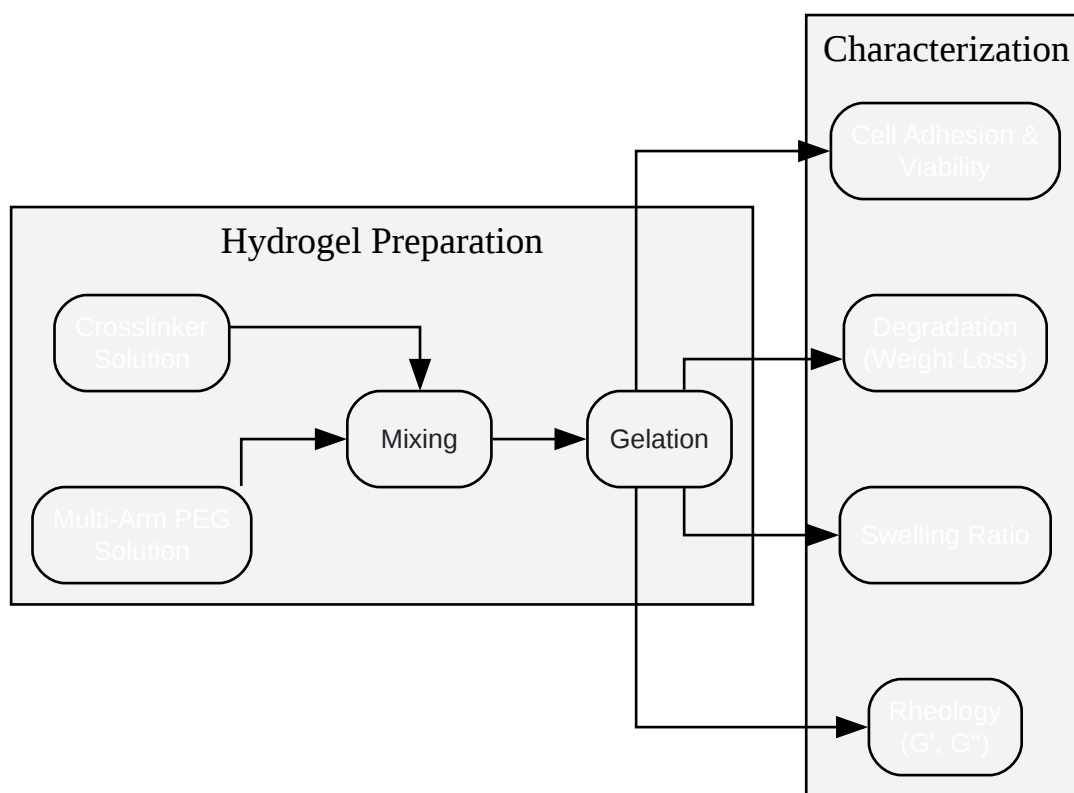 Characterization
Cell Adhesion &
Viability
Hydrogel Preparation
Crosslinker
Solution
Degradation
(Weight Loss)
Mixing
Gelation
Multi-Arm PEG
Solution
Swelling Ratio
Rheology
(G', G'')